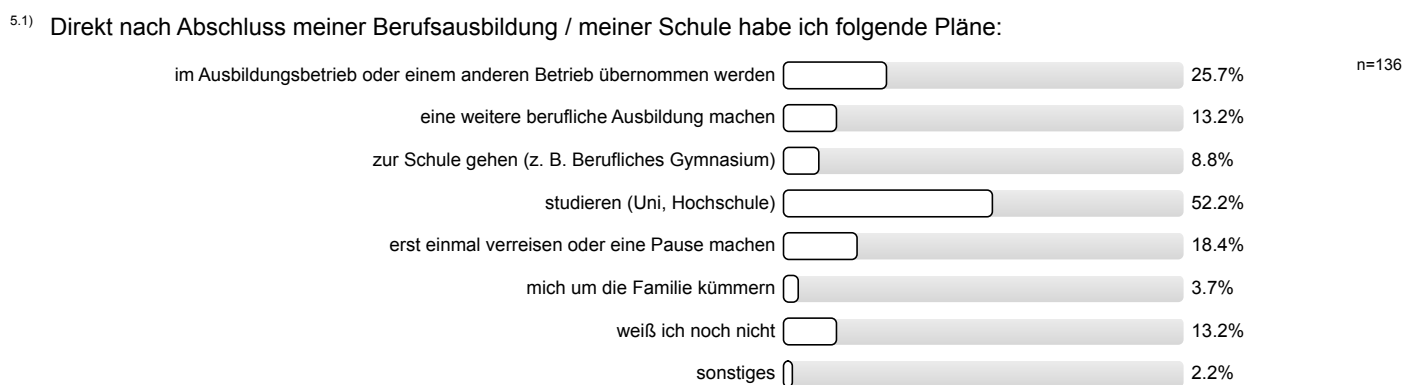 5.1) Direkt nach Abschluss meiner Berufsausbildung / meiner Schule habe ich folgende Pläne:
im Ausbildungsbetrieb oder einem anderen Betrieb übernommen werden 25.7% n=136
eine weitere berufliche Ausbildung machen 13.2%
zur Schule gehen (z. B. Berufliches Gymnasium) 8.8%
studieren (Uni, Hochschule) 52.2%
erst einmal verreisen oder eine Pause machen 18.4%
mich um die Familie kümmern 3.7%
weiß ich noch nicht 13.2%
sonstiges 2.2%